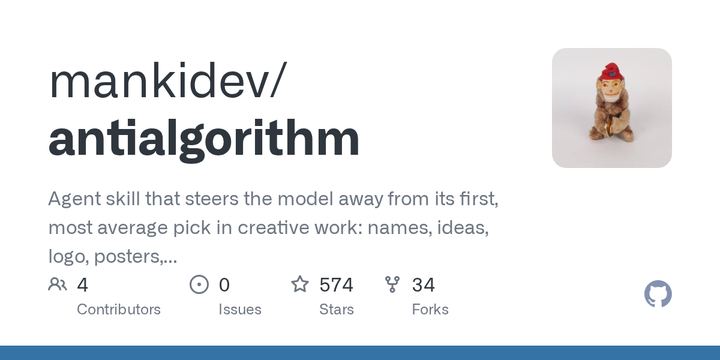 mankidev/
antialgorithm
Agent skill that steers the model away from its first,
most average pick in creative work: names, ideas,
logo, posters,...
4
Contributors
0
Issues
574
Stars
34
Forks